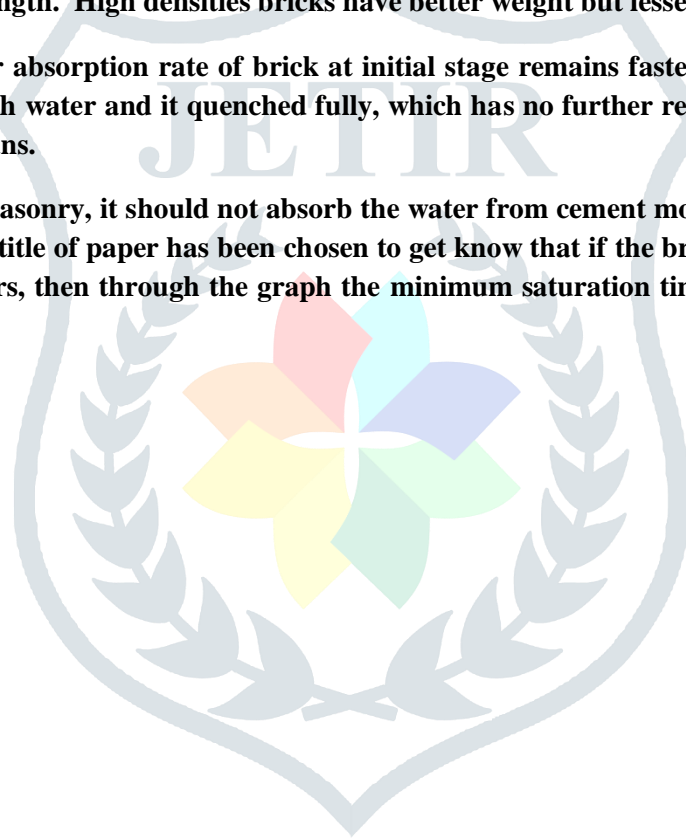 ngth. High densities bricks have better weight but lesse
r absorption rate of brick at initial stage remains faste
h water and it quenched fully, which has no further re
ns.
JETIR
asonry, it should not absorb the water from cement mo
title of paper has been chosen to get know that if the br
rs, then through the graph the minimum saturation tin